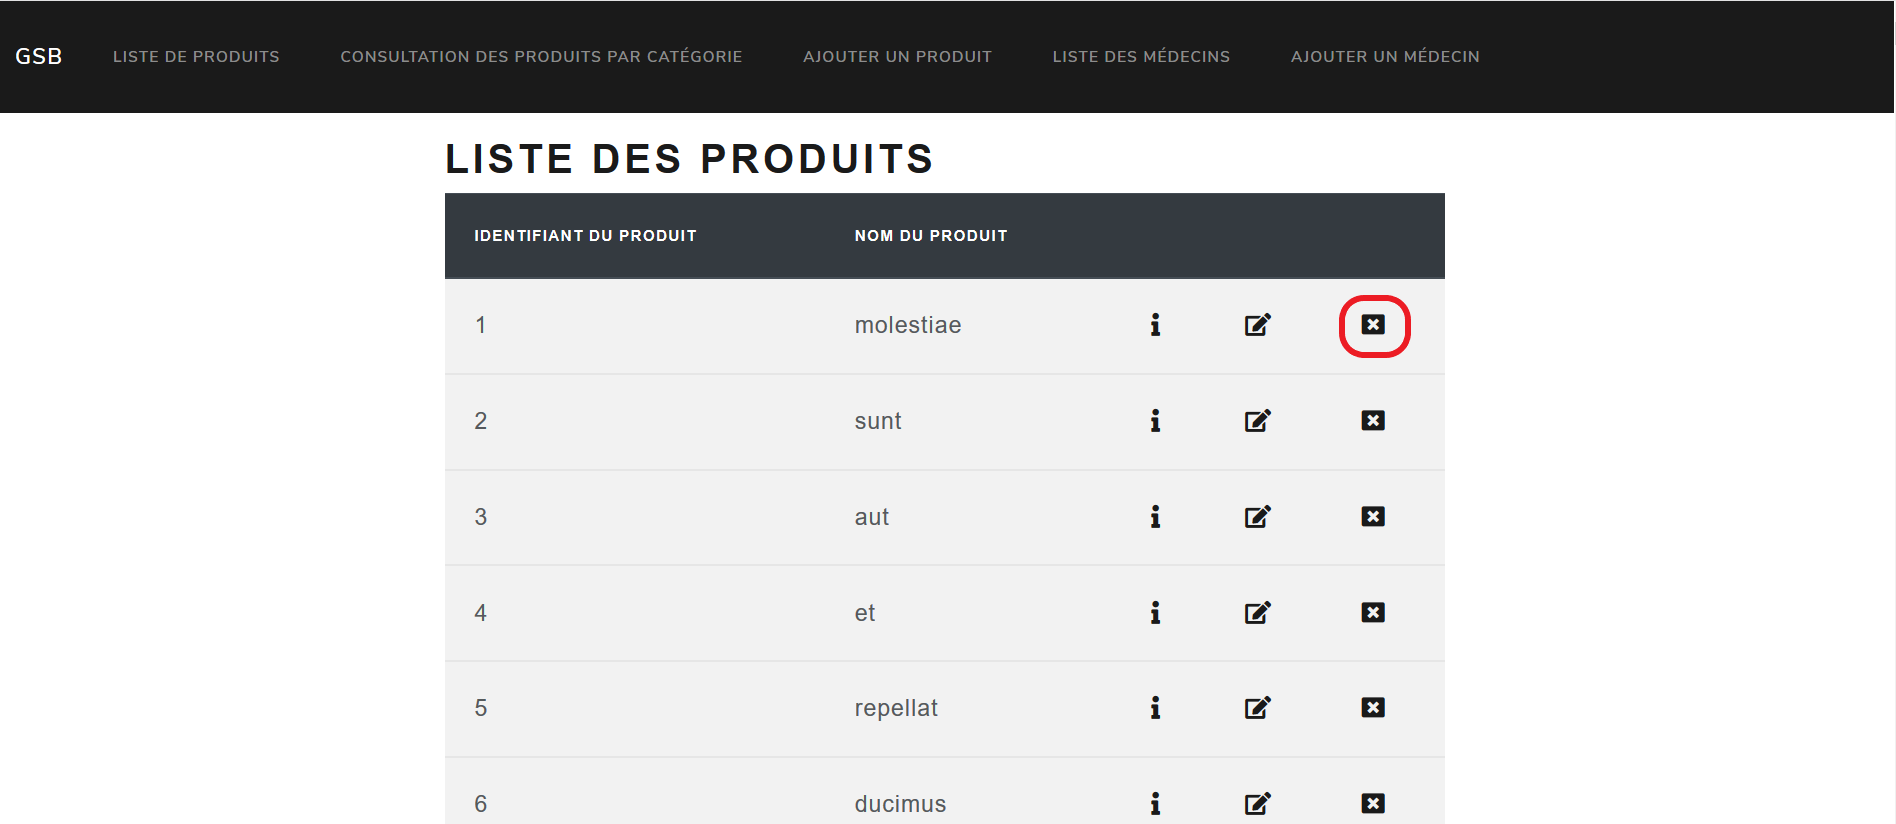 GSB LISTE DE PRODUITS CONSULTATION DES PRODUITS PAR CATÉGORIE AJOUTER UN PRODUIT LISTE DES MÉDECINS AJOUTER UN MÉDECIN
LISTE DES PRODUITS
IDENTIFIANT DU PRODUIT NOM DU PRODUIT
1 molestiae
2 sunt
3 aut
4 et
5 repellat
6 ducimus